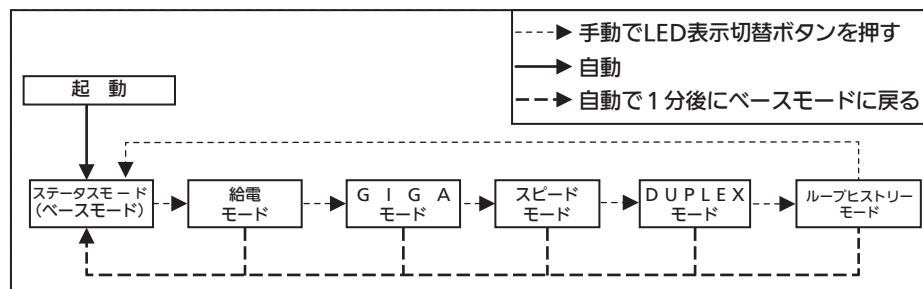 手動でLED表示切替ボタンを押す
自動
自動で1分後にベースモードに戻る
起　動
ステータスモード
(ベースモード)
給電
モード
G I G A
モード
スピード
モード
D U P L E X
モード
ループヒストリー
モード